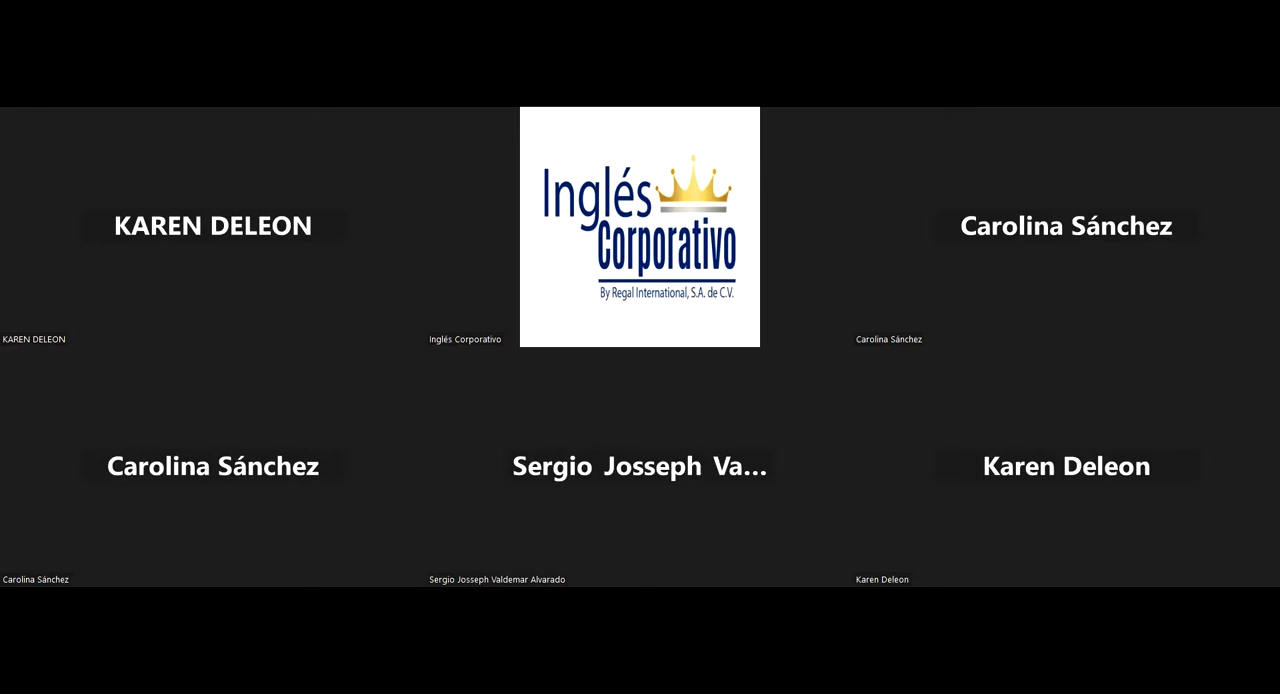 KAREN DELEON
KAREN DELEON
Inglés
Corporativo
By Regal International, S.A. de C.V.
Inglés Corporativo
Carolina Sánchez
Carolina Sánchez
Carolina Sánchez
Carolina Sánchez
Sergio Josseph Va...
Sergio Josseph Valdemar Alvarado
Karen Deleon
Karen Deleon